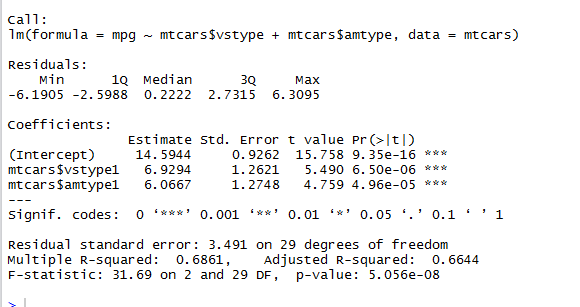 Call:
lm(formula = mpg ~ mtcars$vstype + mtcars$amtype, data = mtcars)
Residuals:
    Min      1Q  Median      3Q     Max
-6.1905 -2.5988  0.2222  2.7315  6.3095
Coefficients:
               Estimate Std. Error t value Pr(>|t|)
(Intercept)     14.5944     0.9262  15.758 9.35e-16 ***
mtcars$vstype1   6.9294     1.2621   5.490 6.50e-06 ***
mtcars$amtype1   6.0667     1.2748   4.759 4.96e-05 ***
---
Signif. codes:  0 ‘***’ 0.001 ‘**’ 0.01 ‘*’ 0.05 ‘.’ 0.1 ‘ ’ 1
Residual standard error: 3.491 on 29 degrees of freedom
Multiple R-squared:  0.6861,	Adjusted R-squared:  0.6644
F-statistic: 31.69 on 2 and 29 DF,  p-value: 5.056e-08
>